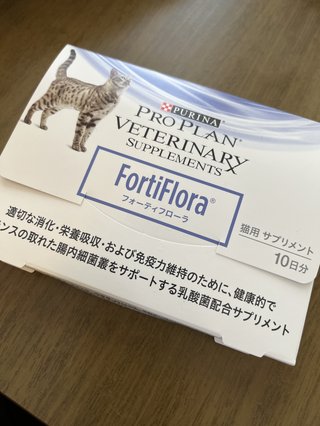 PURINA
PRO PLAN®
VETERINARY
SUPPLEMENTS
FortiFlora®
フォーティフローラ
猫用 サプリメント
10日分
適切な消化・栄養吸収・および免疫力維持のために、健康的で
ンスの取れた腸内細菌叢をサポートする乳酸菌配合サプリメント